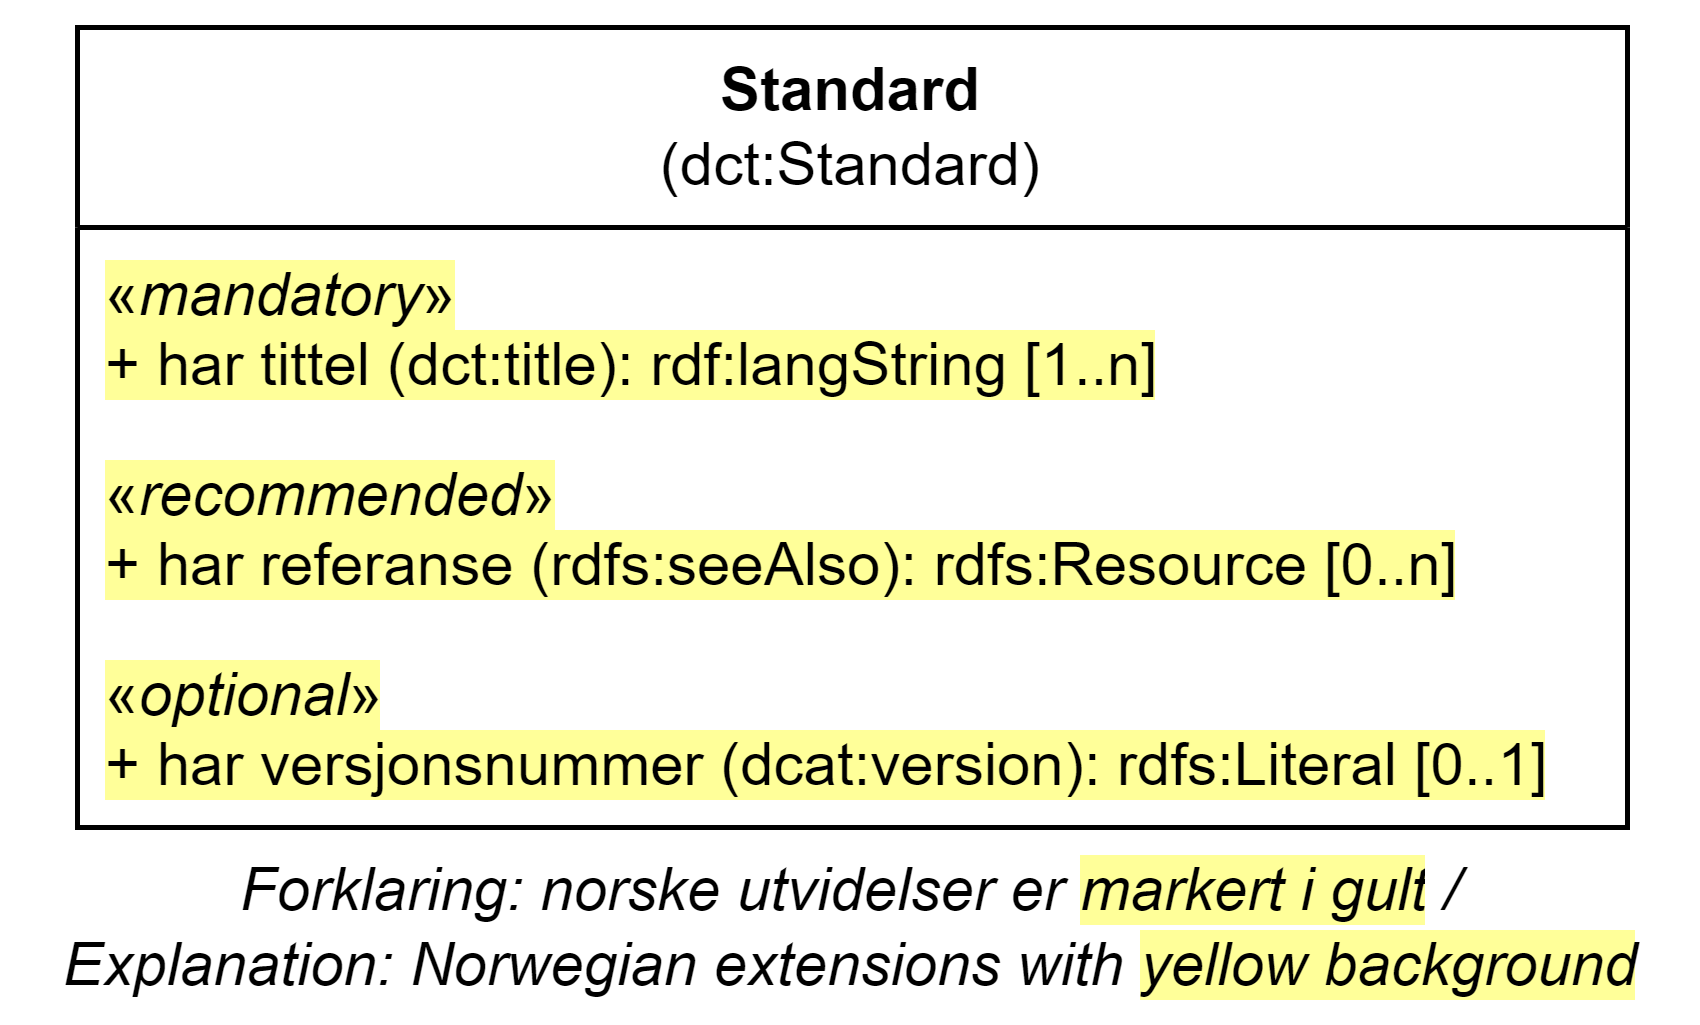 Standard
(dct:Standard)
«mandatory»
+ har tittel (dct:title): rdf:langString [1..n]
«recommended»
+ har referanse (rdfs:seeAlso): rdfs:Resource [0..n]
«optional»
+ har versjonsnummer (dcat:version): rdfs:Literal [0..1]
Forklaring: norske utvidelser er markert i gult /
Explanation: Norwegian extensions with yellow background